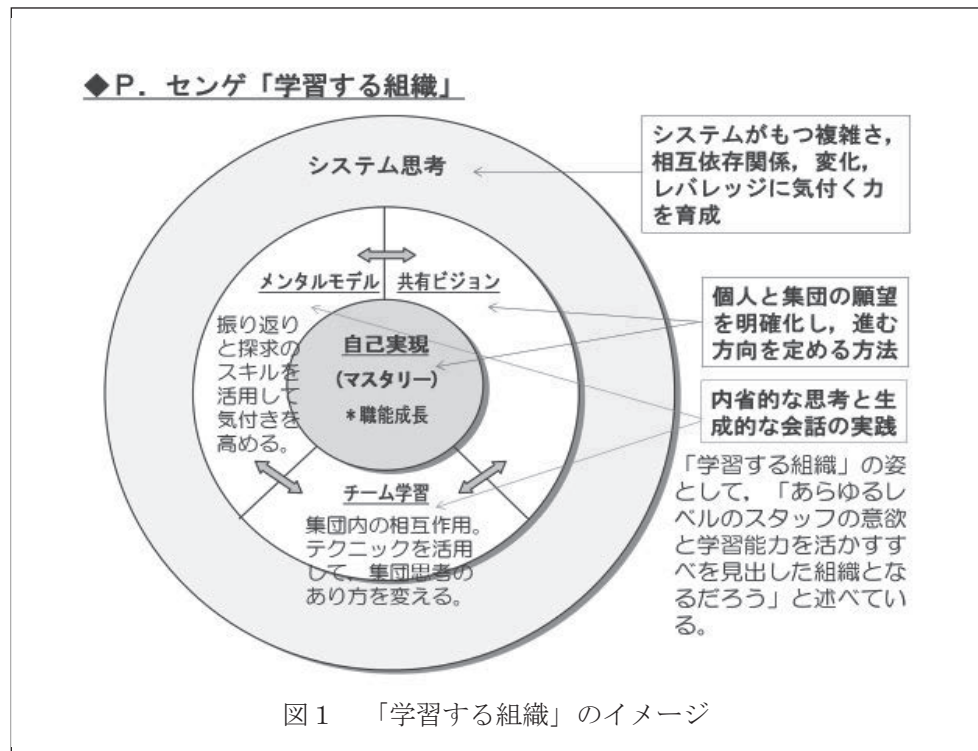 ◆P．センゲ「学習する組織」
システム思考
システムがもつ複雑さ，
相互依存関係，変化，
レバレッジに気付く力
を育成
メンタルモデル
共有ビジョン
個人と集団の願望
を明確化し，進む
方向を定める方法
振り返り
と探求の
スキルを
活用して
気付きを
高める。
自己実現
(マスタリー)
＊職能成長
内省的な思考と生
成的な会話の実践
チーム学習
集団内の相互作用。
テクニックを活用
して，集団思考の
あり方を変える。
「学習する組織」の姿
として，「あらゆるレ
ベルのスタッフの意欲
と学習能力を活かすす
べを見出した組織とな
るだろう」と述べてい
る。
図１　「学習する組織」のイメージ